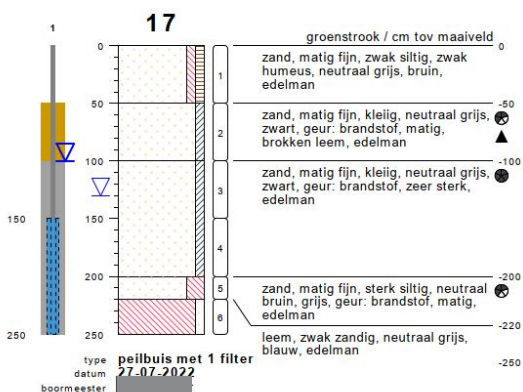 17
1
groenstrook / cm tov maaiveld
0
0
zand, matig fijn, zwak siltig, zwak
humeus, neutraal grijs, bruin,
edelman
1
50
-50
zand, matig fijn, kleiig, neutraal grijs,
zwart, geur: brandstof, matig,
brokken leem, edelman
2
100
-100
zand, matig fijn, kleiig, neutraal grijs,
zwart, geur: brandstof, zeer sterk,
edelman
3
150
150
4
200
-200
zand, matig fijn, sterk siltig, neutraal
bruin, grijs, geur: brandstof, matig,
edelman
5
-220
leem, zwak zandig, neutraal grijs,
blauw, edelman
6
250
250
-250
type peilbuis met 1 filter
datum 27-07-2022
boormeester